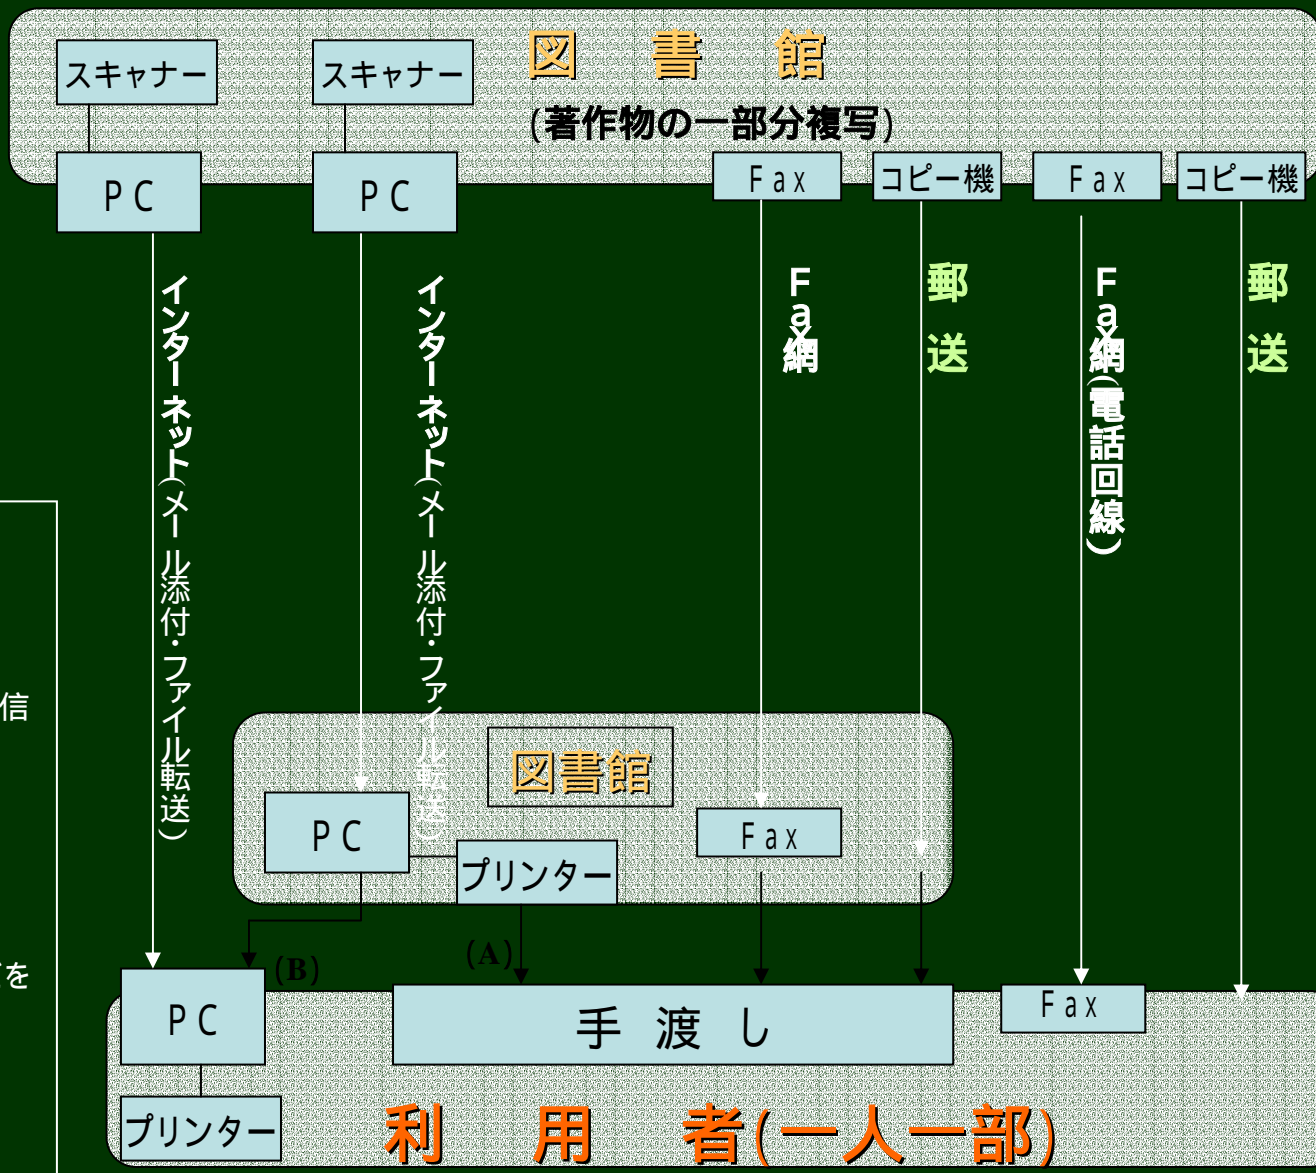 図 書 館
(著作物の一部分複写)
スキャナー
スキャナー
ＰＣ
ＰＣ
Ｆａｘ
コピー機
Ｆａｘ
コピー機
インターネット(メール添付・ファイル転送)
インターネット(メール添付・ファイル転送)
Ｆａｘ網
郵送
Ｆａｘ網(電話回線)
郵送
信
図書館
ＰＣ
プリンター
Ｆａｘ
を
(B)
(A)
ＰＣ
手 渡 し
Ｆａｘ
プリンター
利 用 者(一人一部)